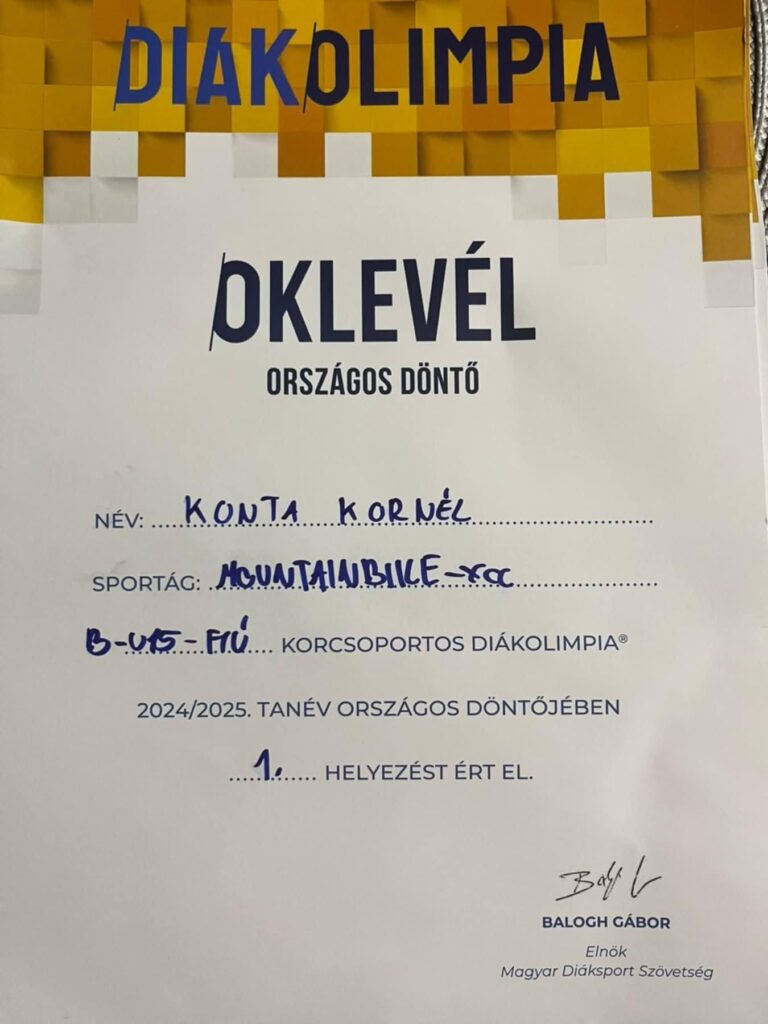 DIÁKOLIMPIA
OKLEVÉL
ORSZÁGOS DÖNTŐ
NÉV: KONTA KORNÉL
SPORTÁG: MOUNTAINBIKE-XCC
B-U15-FIÚ KORCSOPORTOS DIÁKOLIMPIA®
2024/2025. TANÉV ORSZÁGOS DÖNTŐJÉBEN
1. HELYEZÉST ÉRT EL.
BALOGH GÁBOR
Elnök
Magyar Diáksport Szövetség